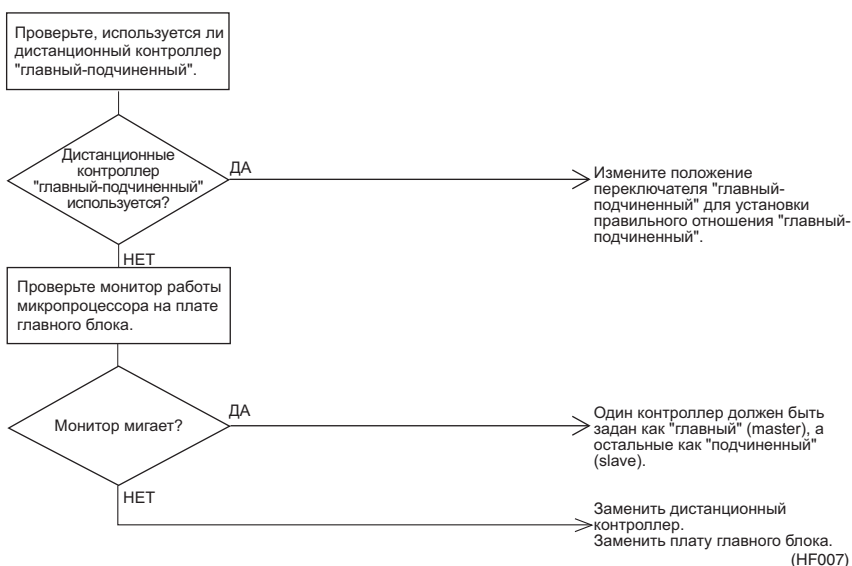 Проверьте, используется ли
дистанционный контроллер
"главный-подчиненный".
Дистанционные
контроллер
"главный-подчиненный"
используется?
ДА
Измените положение
переключателя "главный-
подчиненный" для установки
правильного отношения "главный-
подчиненный".
НЕТ
Проверьте монитор работы
микропроцессора на плате
главного блока.
Монитор мигает?
ДА
Один контроллер должен быть
задан как "главный" (master), а
остальные как "подчиненный"
(slave).
НЕТ
Заменить дистанционный
контроллер.
Заменить плату главного блока.
(HF007)